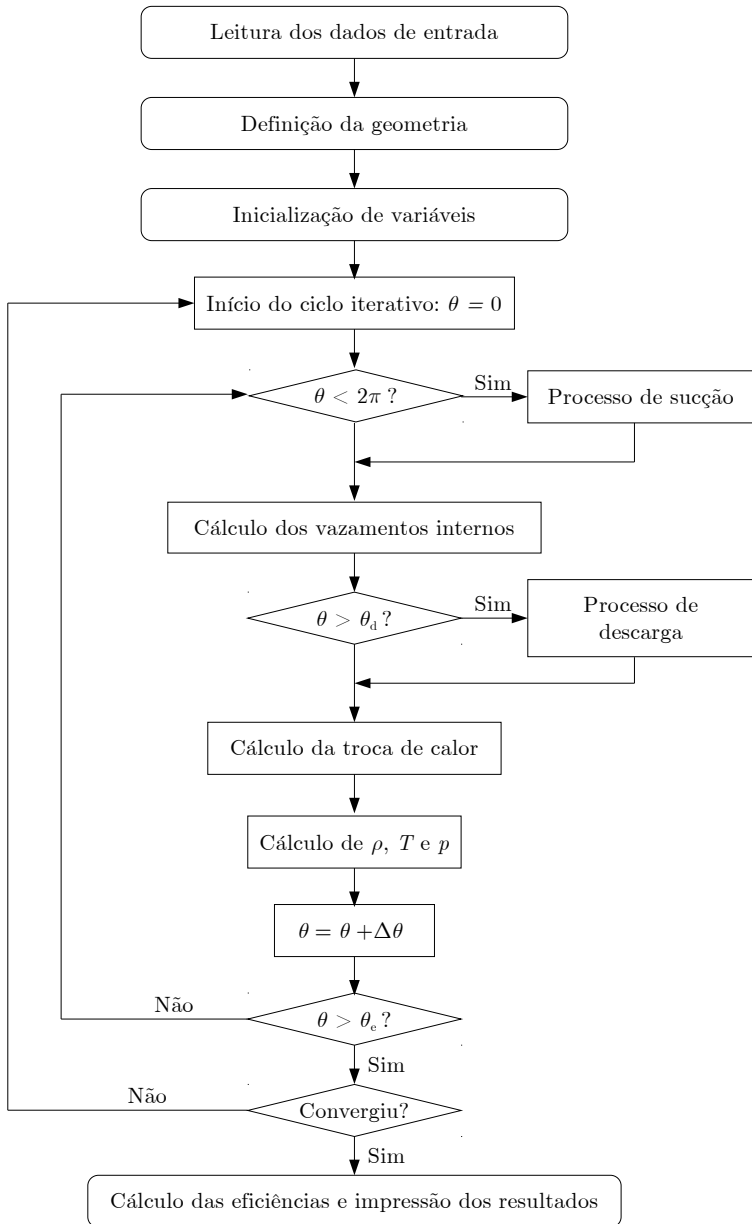 Leitura dos dados de entrada
Definição da geometria
Inicialização de variáveis
Início do ciclo iterativo: θ = 0
θ < 2π ?
Sim
Processo de sucção
Cálculo dos vazamentos internos
θ > θd ?
Sim
Processo de
descarga
Cálculo da troca de calor
Cálculo de ρ, T e p
θ = θ +Δθ
Não
θ > θe ?
Sim
Não
Convergiu?
Sim
Cálculo das eficiências e impressão dos resultados